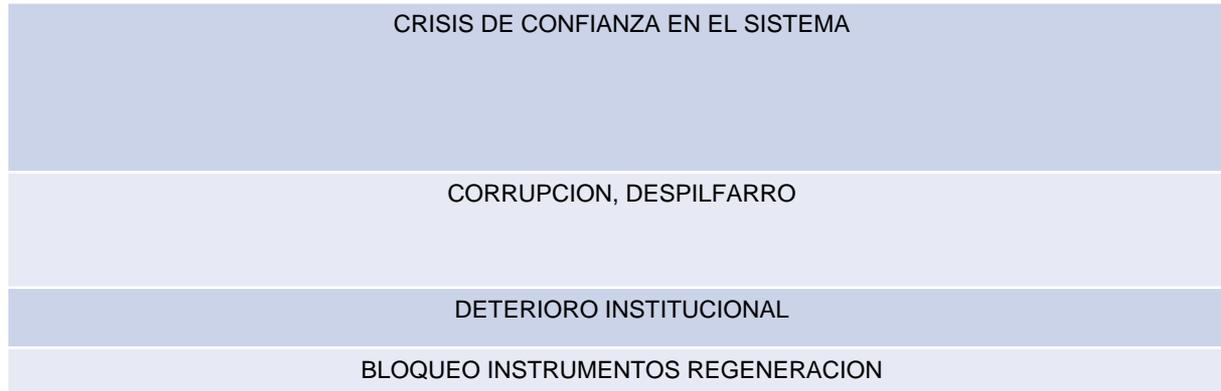 CRISIS DE CONFIANZA EN EL SISTEMA
CORRUPCION, DESPILFARRO
DETERIORO INSTITUCIONAL
BLOQUEO INSTRUMENTOS REGENERACION